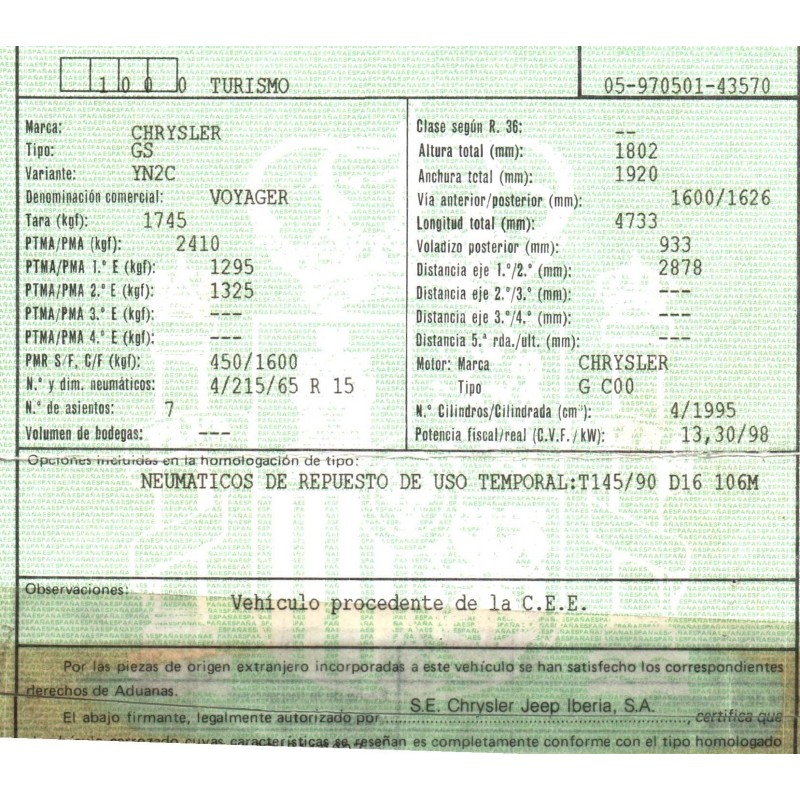 1000 0 TURISMO
05-970501-43570
Marca: CHRYSLER
Tipo: GS
Variante: YN2C
Denominación comercial: VOYAGER
Tara (kgf): 1745
PTMA/PMA (kgf): 2410
PTMA/PMA 1.ª E (kgf): 1295
PTMA/PMA 2.ª E (kgf): 1325
PTMA/PMA 3.ª E (kgf): ---
PTMA/PMA 4.ª E (kgf): ---
PMR S/F, C/F (kgf): 450/1600
N.º y dim. neumáticos: 4/215/65 R 15
N.º de asientos: 7
Volumen de bodegas: ---
Clase según R. 36: --
Altura total (mm): 1802
Anchura total (mm): 1920
Vía anterior/posterior (mm): 1600/1626
Longitud total (mm): 4733
Voladizo posterior (mm): 933
Distancia eje 1.º/2.º (mm): 2878
Distancia eje 2.º/3.º (mm): ---
Distancia eje 3.º/4.º (mm): ---
Distancia 5.ª rda./ult. (mm): ---
Motor: Marca CHRYSLER
Tipo G C00
N.º Cilindros/Cilindrada (cm³): 4/1995
Potencia fiscal/real (C.V.F./kW): 13,30/98
Opciones incluidas en la homologación de tipo:
NEUMATICOS DE REPUESTO DE USO TEMPORAL:T145/90 D16 106M
Observaciones:
Vehículo procedente de la C.E.E.
Por las piezas de origen extranjero incorporadas a este vehículo se han satisfecho los correspondientes
derechos de Aduanas.
El abajo firmante, legalmente autorizado por S.E. Chrysler Jeep Iberia, S.A. , certifica que
cuyas características se reseñan es completamente conforme con el tipo homologado